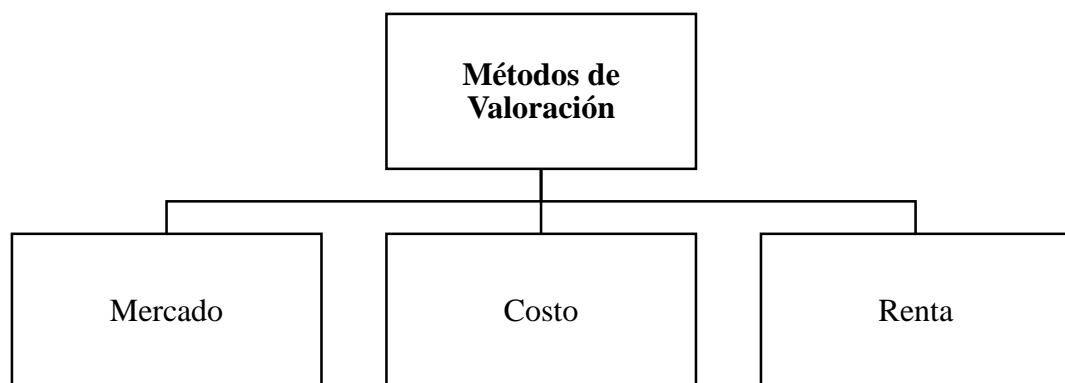 Métodos de
Valoración
Mercado
Costo
Renta